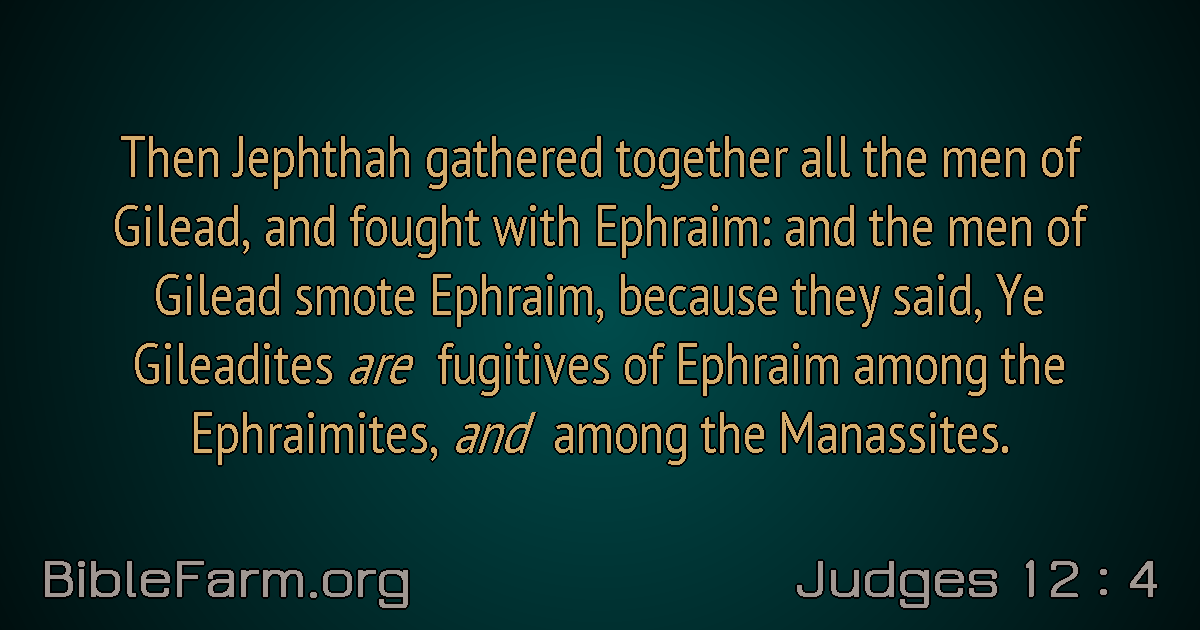 Then Jephthah gathered together all the men of
Gilead, and fought with Ephraim: and the men of
Gilead smote Ephraim, because they said, Ye
Gileadites are fugitives of Ephraim among the
Ephraimites, and among the Manassites.
BibleFarm.org
Judges 12 : 4